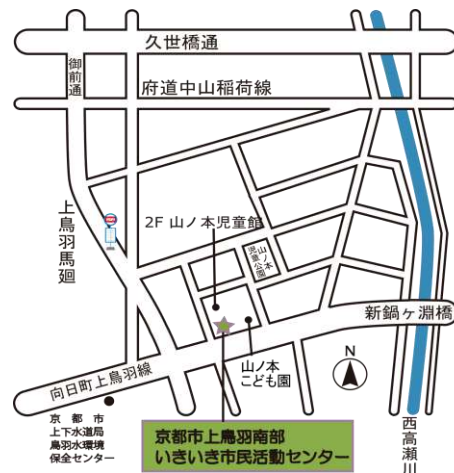 久世橋通
御前通
府道中山稲荷線
上鳥羽馬廻
2F 山ノ本児童館
山ノ本
児童公園
新鍋ヶ淵橋
向日町上鳥羽線
山ノ本
こども園
N
京都市
上下水道局
鳥羽水環境
保全センター
京都市上鳥羽南部
いきいき市民活動センター
西高瀬川